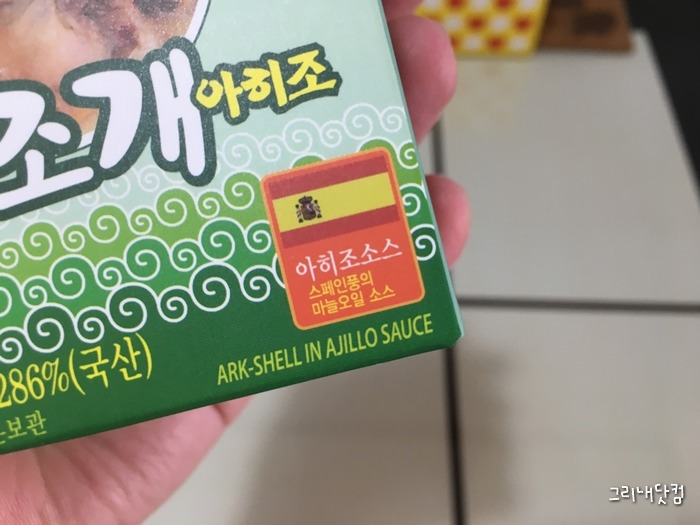 조개 아히조
아히조소스
스페인풍의
마늘오일 소스
286%(국산)
ARK-SHELL IN AJILLO SAUCE
보관
그리내닷컴